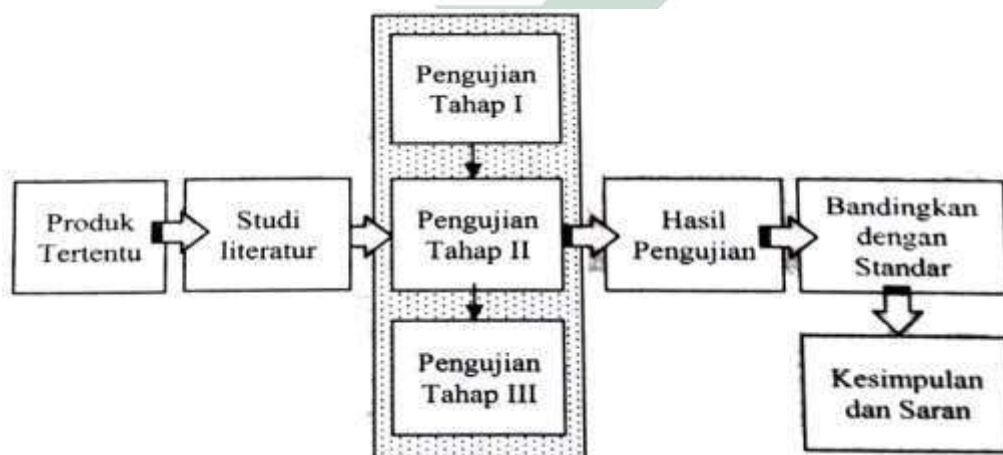 Produk
Tertentu
Studi
literatur
Pengujian
Tahap I
Pengujian
Tahap II
Pengujian
Tahap III
Hasil
Pengujian
Bandingkan
dengan
Standar
Kesimpulan
dan Saran